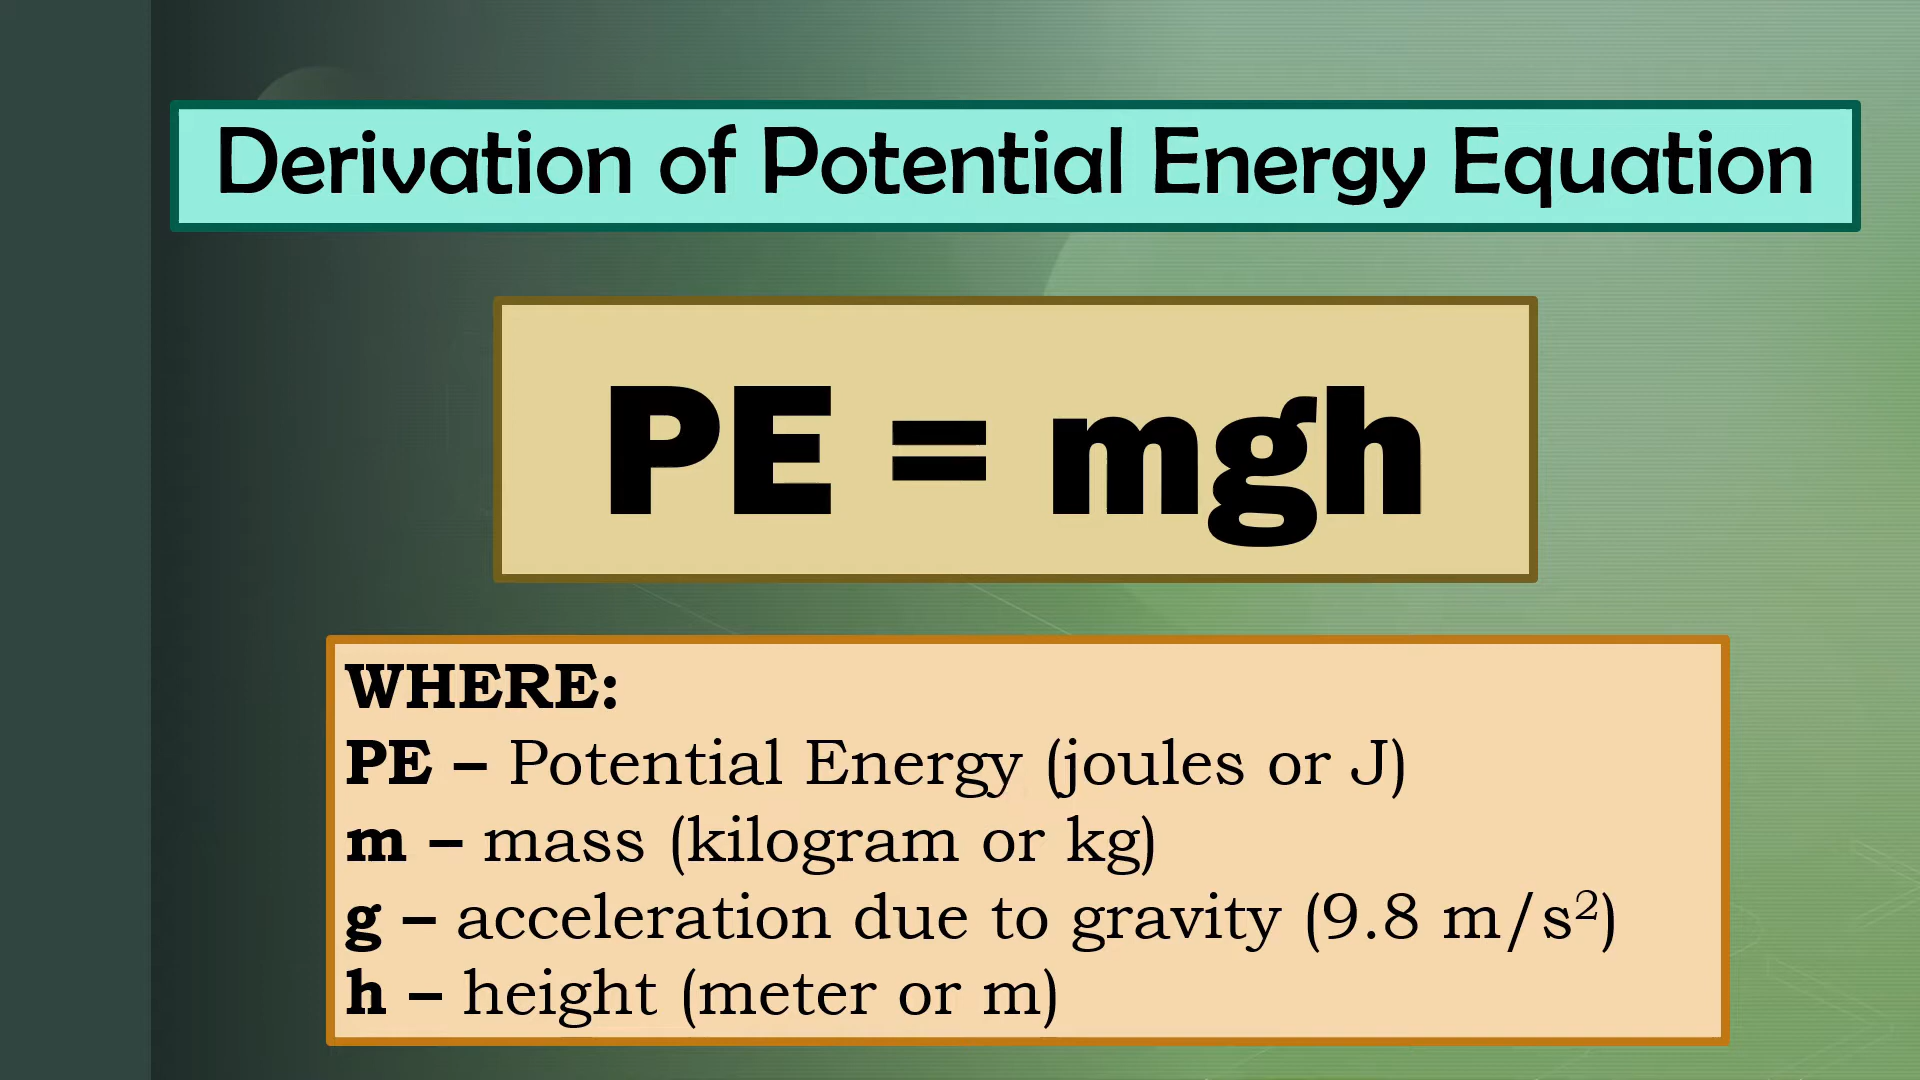 Derivation of Potential Energy Equation
PE = mgh
WHERE:
PE – Potential Energy (joules or J)
m – mass (kilogram or kg)
g – acceleration due to gravity (9.8 m/s²)
h – height (meter or m)